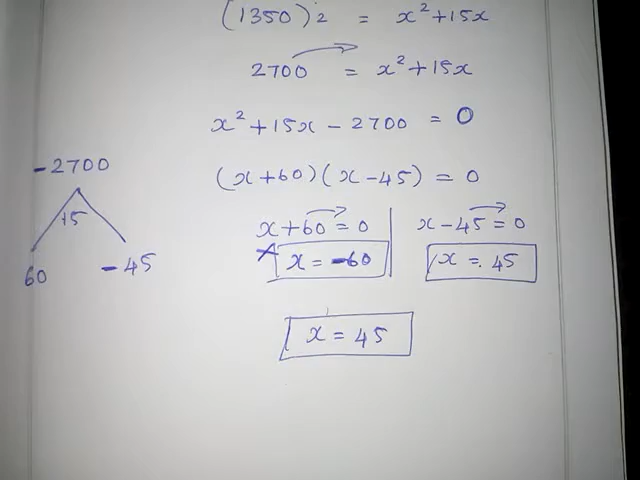 (1350) 2 = x² + 15x
2700 = x² + 15x
x² + 15x - 2700 = 0
-2700
(x+60)(x-45) = 0
15
x+60 = 0 x-45 = 0
60 -45
x = -60 x = 45
x = 45